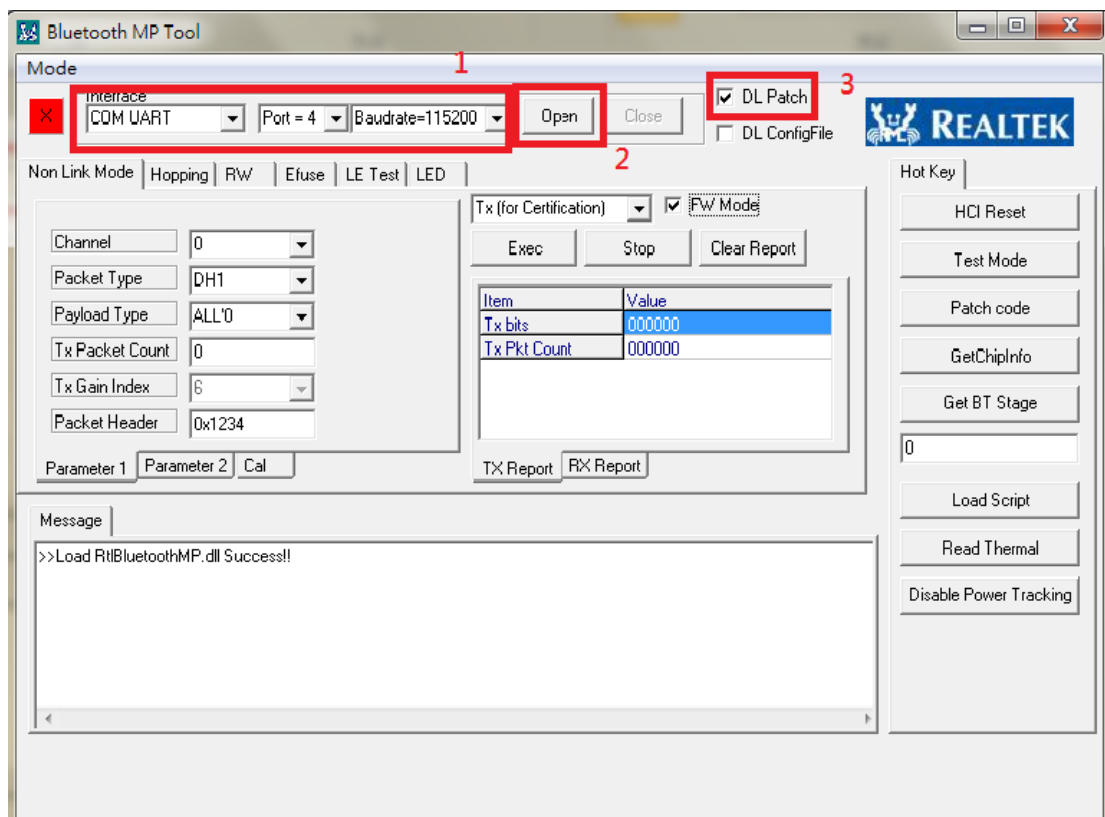 Bluetooth MP Tool
Mode
1
Interface
X
COM UART
Port = 4
Baudrate=115200
Open
Close
DL Patch
3
DL ConfigFile
REALTEK
2
Non Link Mode Hopping RW Efuse LE Test LED
Hot Key
Tx (for Certification)
FW Mode
HCI Reset
Channel
0
Exec
Stop
Clear Report
Test Mode
Packet Type
DH1
Item
Value
Payload Type
ALL'0
Tx bits
000000
Patch code
Tx Packet Count
0
Tx Pkt Count
000000
GetChipInfo
Tx Gain Index
6
Get BT Stage
Packet Header
0x1234
0
Parameter 1 Parameter 2 Cal
TX Report RX Report
Load Script
Message
Read Thermal
>>Load RtlBluetoothMP.dll Success!!
Disable Power Tracking